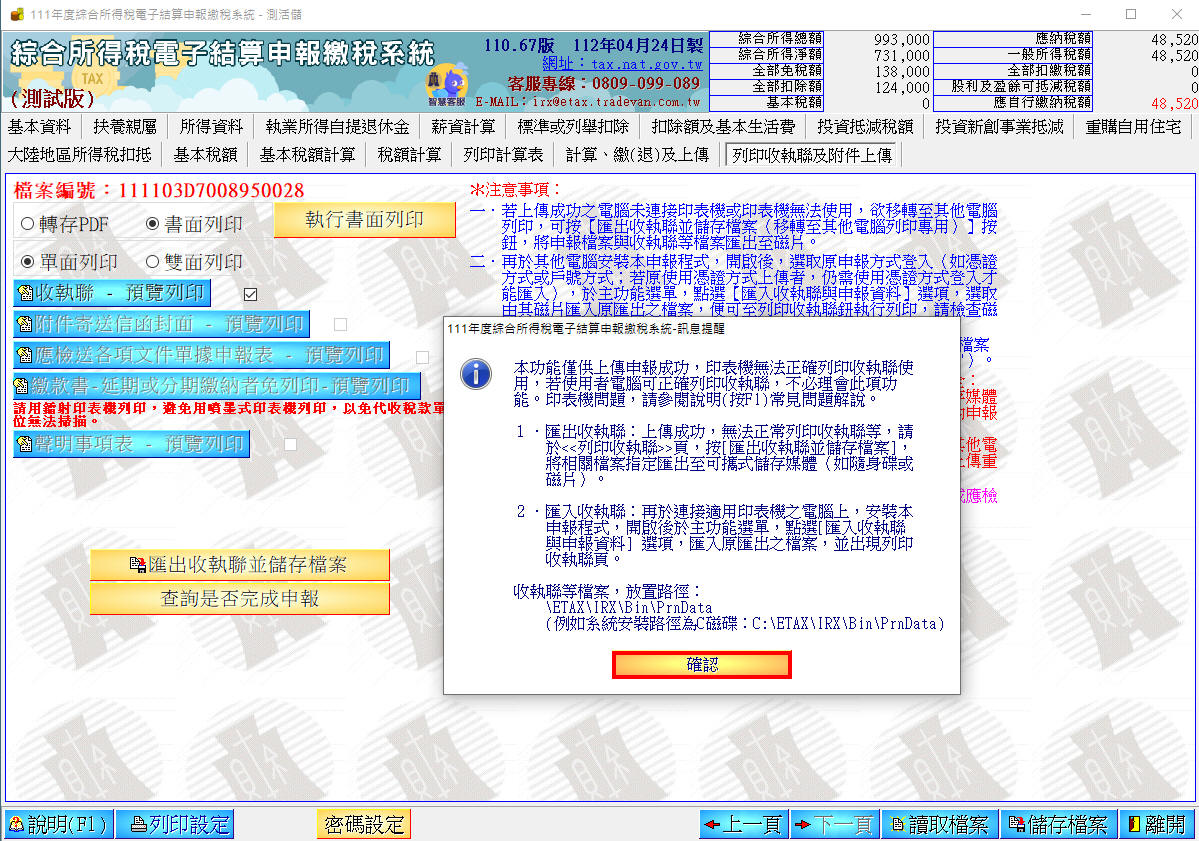 111年度綜合所得稅電子結算申報繳稅系統 - 測活儲
綜合所得稅電子結算申報繳稅系統
TAX
(測試版)
110.67版 112年04月24日製
網址: tax.nat.gov.tw
客服專線：0809-099-089
E-MAIL：irx@etax.tradevan.com.tw
智慧客服
綜合所得總額 993,000 應納稅額 48,520
綜合所得淨額 731,000 一般所得稅額 48,520
全部免稅額 138,000 全部扣繳稅額 0
全部扣除額 124,000 股利及盈餘可抵減稅額 0
基本稅額 0 應自行繳納稅額 48,520
基本資料 扶養親屬 所得資料 執業所得自提退休金 薪資計算 標準或列舉扣除 扣除額及基本生活費 投資抵減稅額 投資新創事業抵減 重購自用住宅
大陸地區所得稅扣抵 基本稅額 基本稅額計算 稅額計算 列印計算表 計算、繳(退)及上傳 列印收執聯及附件上傳
檔案編號：111103D7008950028
轉存PDF 書面列印 執行書面列印
單面列印 雙面列印
收執聯 - 預覽列印
附件寄送信函封面 - 預覽列印
應檢送各項文件單據申報表 - 預覽列印
繳款書-延期或分期繳納者免列印-預覽列印
請用鐳射印表機列印，避免用噴墨式印表機列印，以免代收稅款單
位無法掃描。
聲明事項表 - 預覽列印
匯出收執聯並儲存檔案
查詢是否完成申報
＊注意事項：
一．若上傳成功之電腦未連接印表機或印表機無法使用，欲移轉至其他電腦
列印，可按【匯出收執聯並儲存檔案（移轉至其他電腦列印專用）】按
鈕，將申報檔案與收執聯等檔案匯出至磁片。
二．再於其他電腦安裝本申報程式，開啟後，選取原申報方式登入（如憑證
方式或戶號方式；若原使用憑證方式上傳者，仍需使用憑證方式登入才
能匯入），於主功能選單，點選【匯入收執聯與申報資料】選項，選取
由其磁片匯入原匯出之檔案，便可至列印收執聯鈕執行列印，請檢查磁
檔案
）。
：
媒體
申報
其他電
傳重
應檢
111年度綜合所得稅電子結算申報繳稅系統-訊息提醒
本功能僅供上傳申報成功，印表機無法正確列印收執聯使
用，若使用者電腦可正確列印收執聯，不必理會此項功
能。印表機問題，請參閱說明(按F1)常見問題解說。
１．匯出收執聯：上傳成功，無法正常列印收執聯等，請
於<<列印收執聯>>頁，按[匯出收執聯並儲存檔案]，
將相關檔案指定匯出至可攜式儲存媒體（如隨身碟或
磁片）。
２．匯入收執聯：再於連接適用印表機之電腦上，安裝本
申報程式，開啟後於主功能選單，點選[匯入收執聯
與申報資料] 選項，匯入原匯出之檔案，並出現列印
收執聯頁。
收執聯等檔案，放置路徑：
\ETAX\IRX\Bin\PrnData
(例如系統安裝路徑為C磁碟：C:\ETAX\IRX\Bin\PrnData)
確認
說明(F1) 列印設定 密碼設定 上一頁 下一頁 讀取檔案 儲存檔案 離開